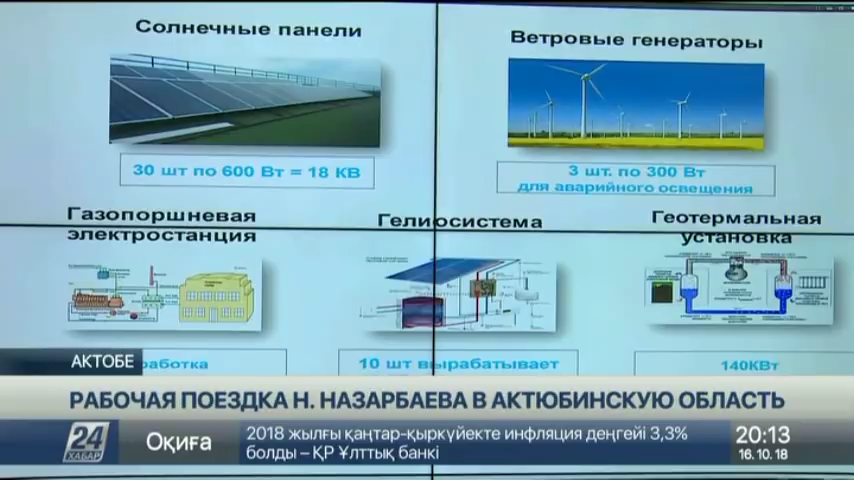 Солнечные панели
Ветровые генераторы
30 шт по 600 Вт = 18 КВ
3 шт. по 300 Вт
для аварийного освещения
Газопоршневая
электростанция
Гелиосистема
Геотермальная
установка
работка
10 шт вырабатывает
140КВт
АКТОБЕ
РАБОЧАЯ ПОЕЗДКА Н. НАЗАРБАЕВА В АКТЮБИНСКУЮ ОБЛАСТЬ
24
ХАБАР
Оқиға
2018 жылғы қаңтар-қыркүйекте инфляция деңгейі 3,3%
болды – ҚР Ұлттық банкі
20:13
16.10.18